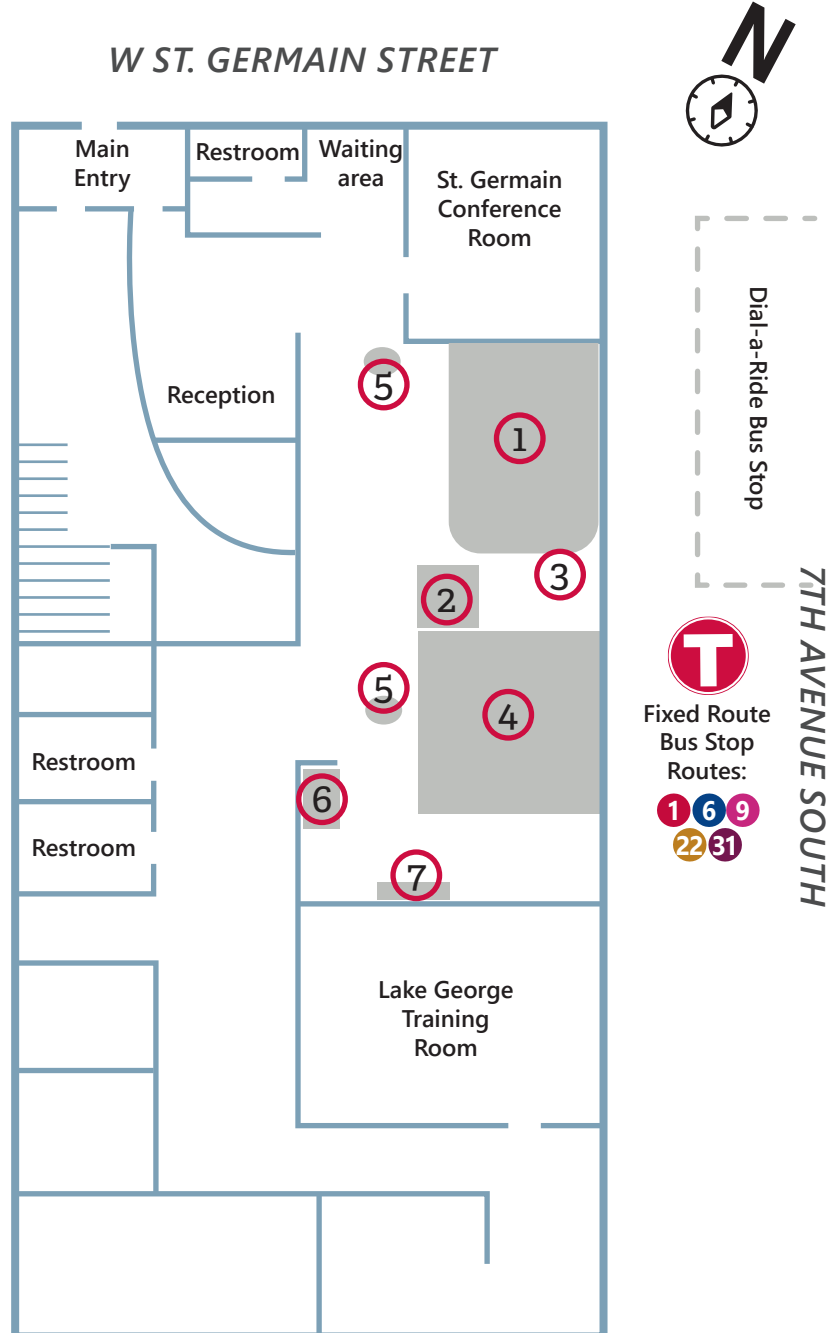 N
W ST. GERMAIN STREET
Main
Entry
Restroom
Waiting
area
St. Germain
Conference
Room
Dial-a-Ride Bus Stop
5
Reception
1
3
2
7TH AVENUE SOUTH
T
5
4
Fixed Route
Bus Stop
Routes:
1 6 9
22 31
Restroom
6
Restroom
7
Lake George
Training
Room